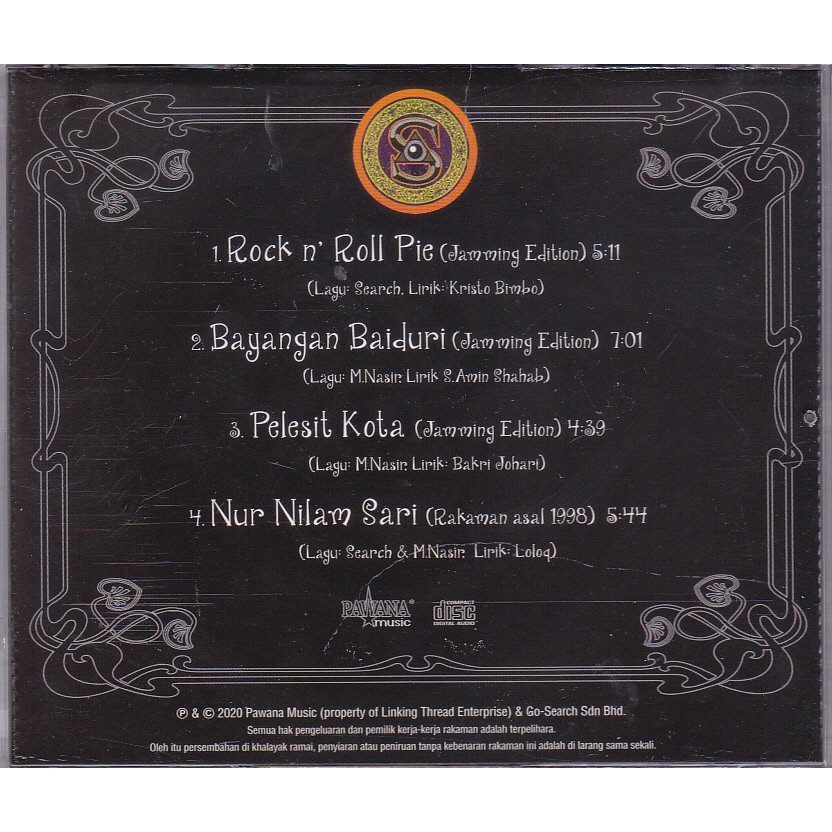 S
1. Rock n' Roll Pie (Jamming Edition) 5:11
(Lagu: Search, Lirik: Kristo Bimbo)
2. Bayangan Baiduri (Jamming Edition) 7:01
(Lagu: M.Nasir. Lirik S.Amin Shahab)
3. Pelesit Kota (Jamming Edition) 4:39
(Lagu: M.Nasir. Lirik: Bakri Johari)
4. Nur Nilam Sari (Rakaman asal 1998) 5:44
(Lagu: Search & M.Nasir. Lirik: Loloq)
PAWANA®
music
COMPACT
disc
DIGITAL AUDIO
℗ & © 2020 Pawana Music (property of Linking Thread Enterprise) & Go-Search Sdn Bhd.
Semua hak pengeluaran dan pemilik kerja-kerja rakaman adalah terpelihara.
Oleh itu persembahan di khalayak ramai, penyiaran atau peniruan tanpa kebenaran rakaman ini adalah di larang sama sekali.